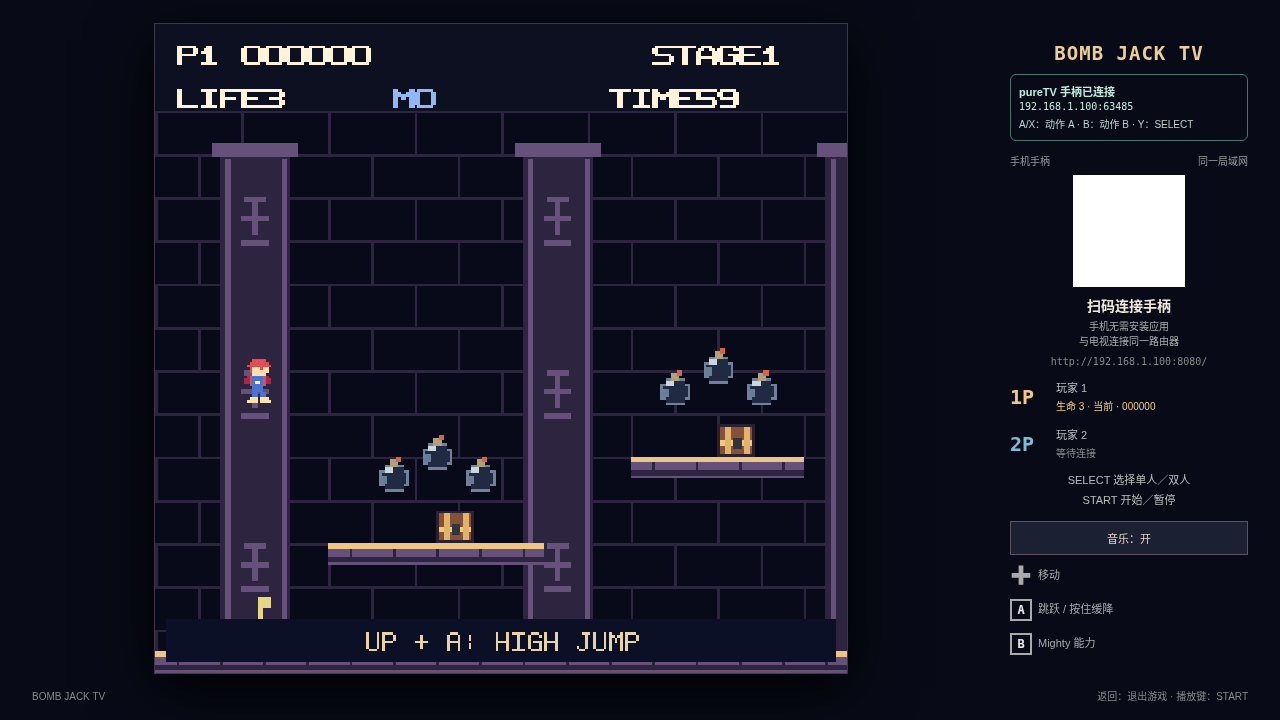 P1 000000
STAGE1
LIFE3
MO
TIME59
UP + A: HIGH JUMP
BOMB JACK TV
BOMB JACK TV
pureTV 手柄已连接
192.168.1.100:63485
A/X：动作 A · B：动作 B · Y：SELECT
手机手柄
同一局域网
扫码连接手柄
手机无需安装应用
与电视连接同一路由器
http://192.168.1.100:8080/
1P
玩家 1
生命 3 · 当前 · 000000
2P
玩家 2
等待连接
SELECT 选择单人／双人
START 开始／暂停
音乐：开
移动
A
跳跃 / 按住缓降
B
Mighty 能力
返回：退出游戏 · 播放键：START